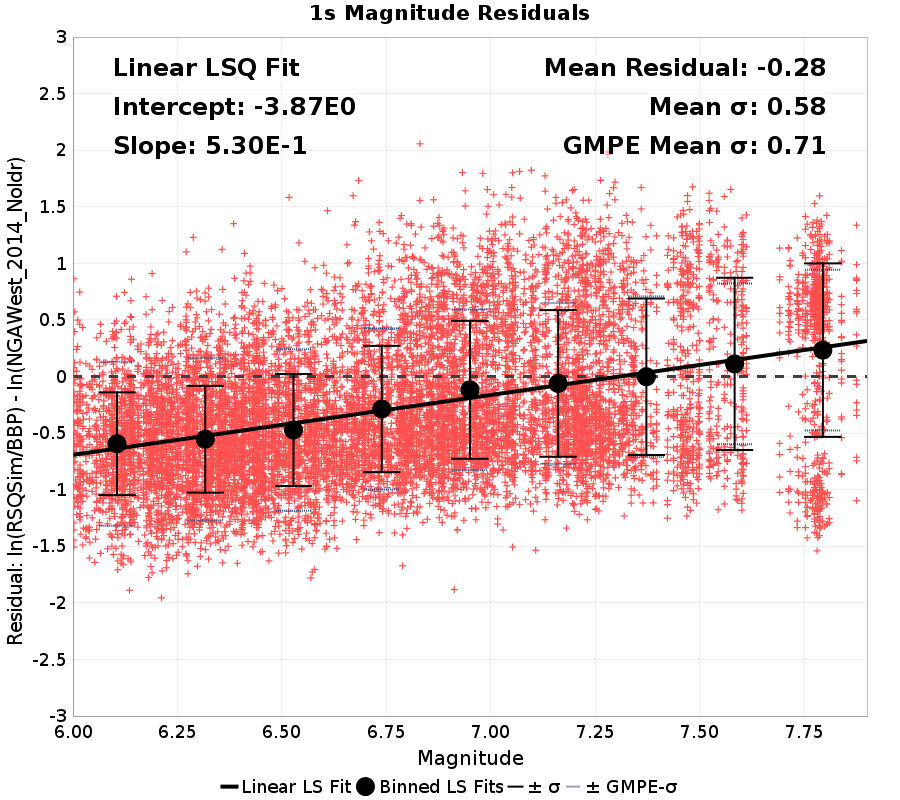 1s Magnitude Residuals
Linear LSQ Fit
Intercept: -3.87E0
Slope: 5.30E-1
Mean Residual: -0.28
Mean σ: 0.58
GMPE Mean σ: 0.71
Residual: ln(RSQSim/BBP) - ln(NGAWest_2014_NoIdr)
3
2.5
2
1.5
1
0.5
0
-0.5
-1
-1.5
-2
-2.5
-3
6.00 6.25 6.50 6.75 7.00 7.25 7.50 7.75
Magnitude
Linear LS Fit Binned LS Fits ± σ ± GMPE-σ